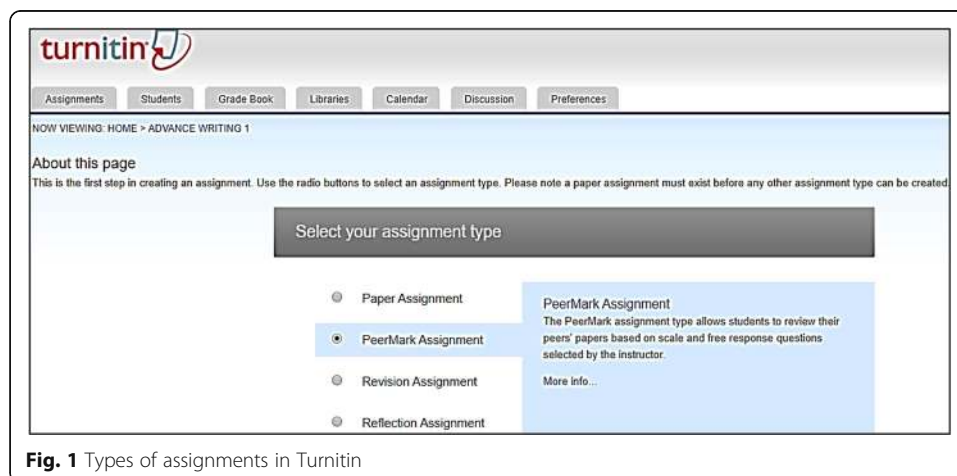 turnitin
Assignments Students Grade Book Libraries Calendar Discussion Preferences
NOW VIEWING: HOME > ADVANCE WRITING 1
About this page
This is the first step in creating an assignment. Use the radio buttons to select an assignment type. Please note a paper assignment must exist before any other assignment type can be created.
Select your assignment type
Paper Assignment
PeerMark Assignment
Revision Assignment
Reflection Assignment
PeerMark Assignment
The PeerMark assignment type allows students to review their
peers' papers based on scale and free response questions
selected by the instructor.
More info...
Fig. 1 Types of assignments in Turnitin